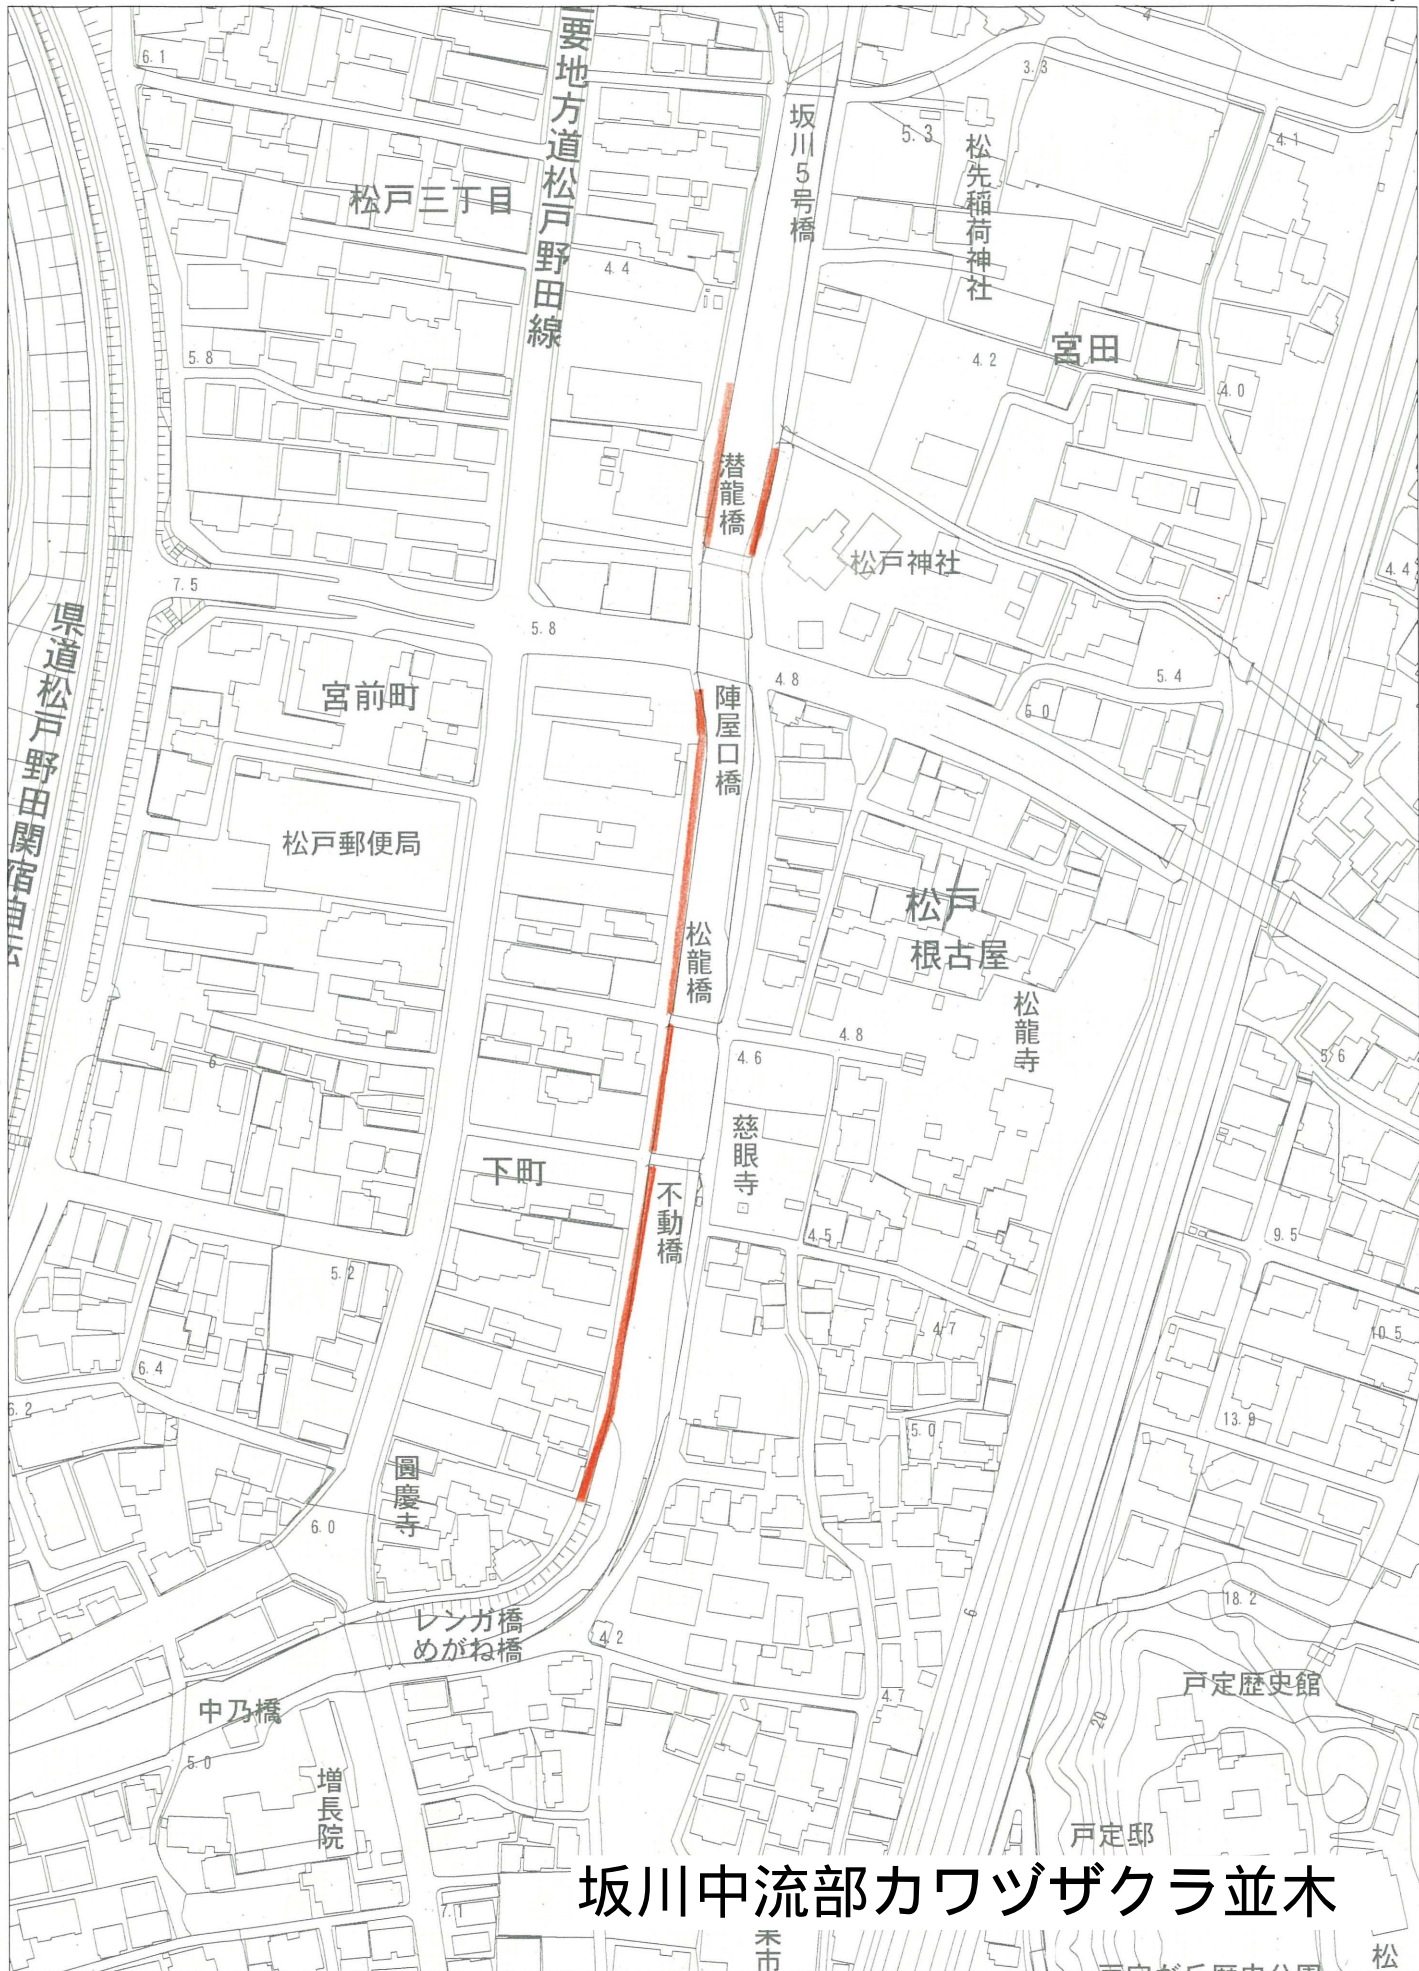 6.1
主要地方道松戸野田線
坂川5号橋
3.3
5.3
4.1
松先稲荷神社
松戸三丁目
4.4
宮田
5.8
4.2
4.0
潜龍橋
松戸神社
4.4
7.5
5.8
県道松戸野田関宿自転
宮前町
陣屋口橋
4.8
5.4
5.0
松戸郵便局
松戸
根古屋
松龍橋
松龍寺
4.8
4.6
5.6
6
慈眼寺
下町
不動橋
4.5
9.5
5.2
4.7
10.5
6.4
6.2
13.9
5.0
圓慶寺
6.0
18.2
6
レンガ橋
めがね橋
4.2
戸定歴史館
4.7
中乃橋
20
5.0
増長院
戸定邸
坂川中流部カワヅザクラ並木
7.1
市
松